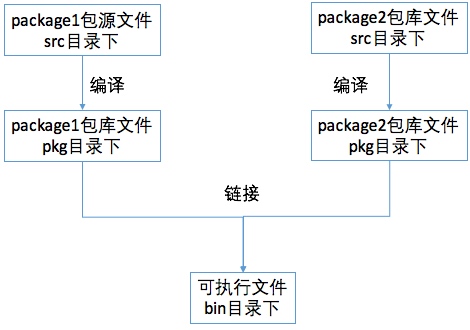 package1包源文件
src目录下
package2包库文件
src目录下
编译
编译
package1包库文件
pkg目录下
package2包库文件
pkg目录下
链接
可执行文件
bin目录下